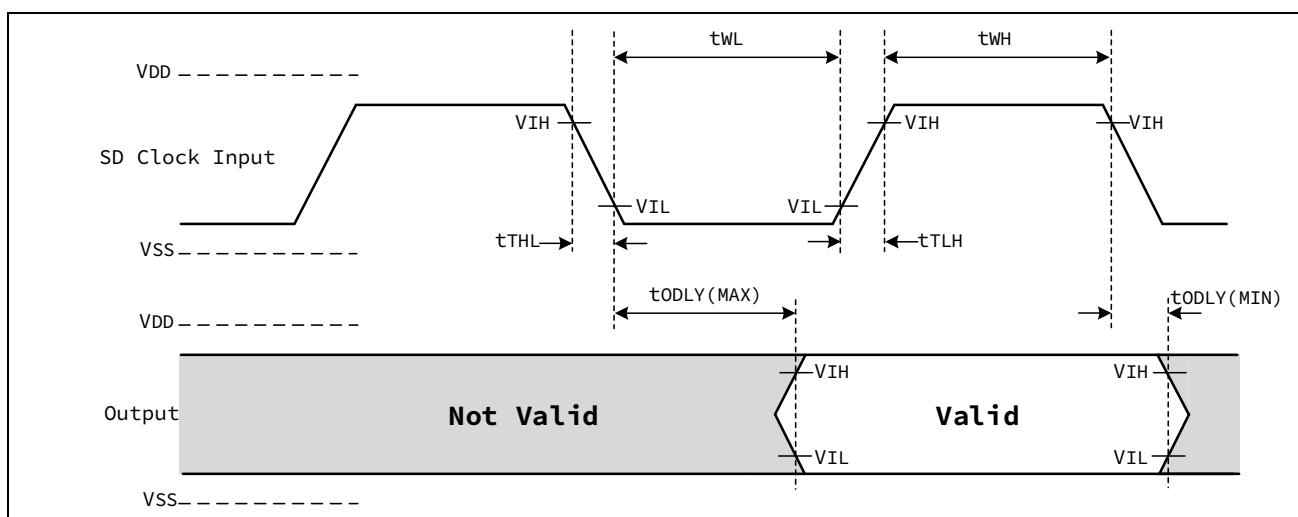 tWL
tWH
VDD
VIH
VIH
VIH
SD Clock Input
VIL
VIL
tTHL
tTLH
VSS
tODLY(MAX)
tODLY(MIN)
VDD
VIH
VIH
Output
Not Valid
Valid
VIL
VIL
VSS